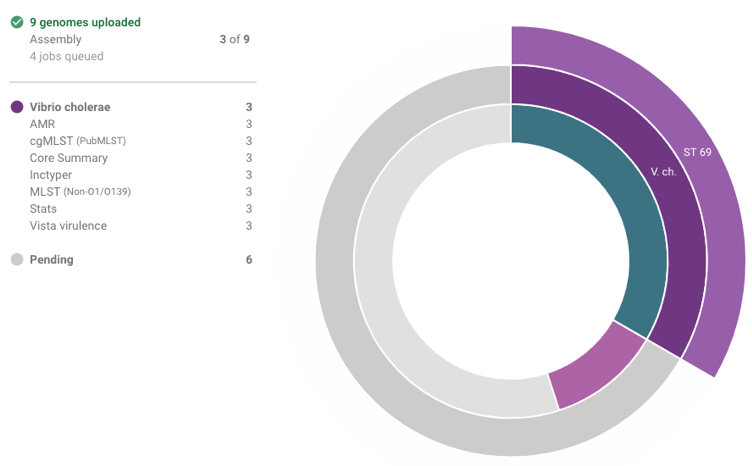 9 genomes uploaded
Assembly 3 of 9
4 jobs queued
Vibrio cholerae 3
AMR 3
cgMLST (PubMLST) 3
Core Summary 3
Inctyper 3
MLST (Non-O1/O139) 3
Stats 3
Vista virulence 3
Pending 6
ST 69
V. ch.